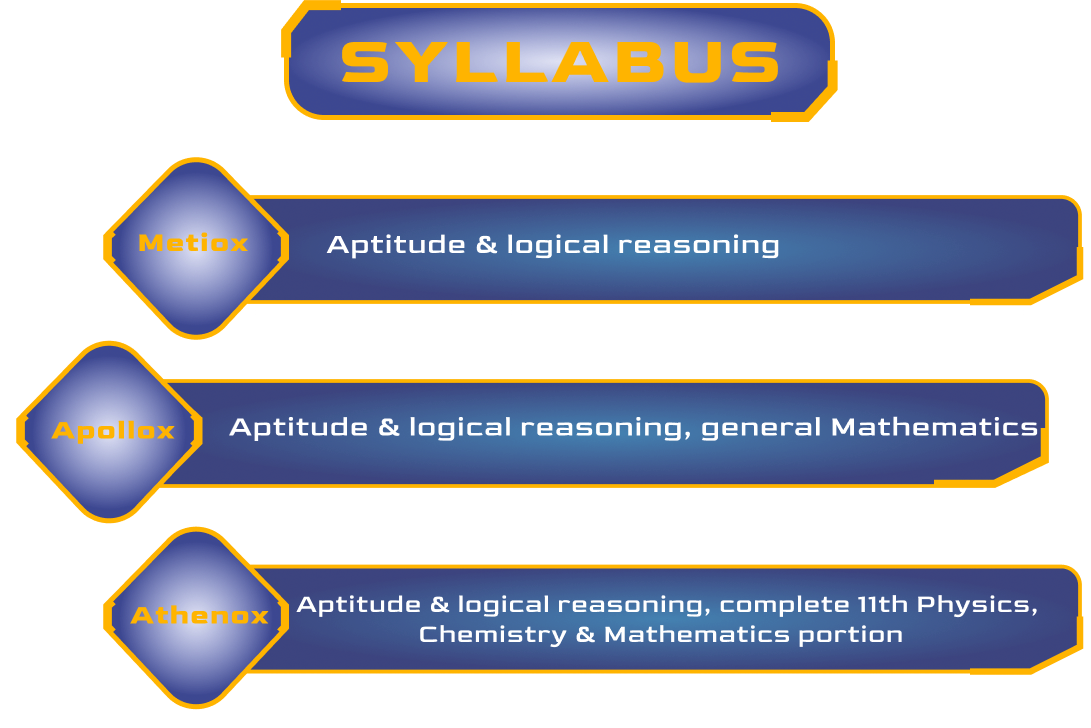 SYLLABUS
Metiox
Aptitude & logical reasoning
Apollox
Aptitude & logical reasoning, general Mathematics
Athenox
Aptitude & logical reasoning, complete 11th Physics,
Chemistry & Mathematics portion